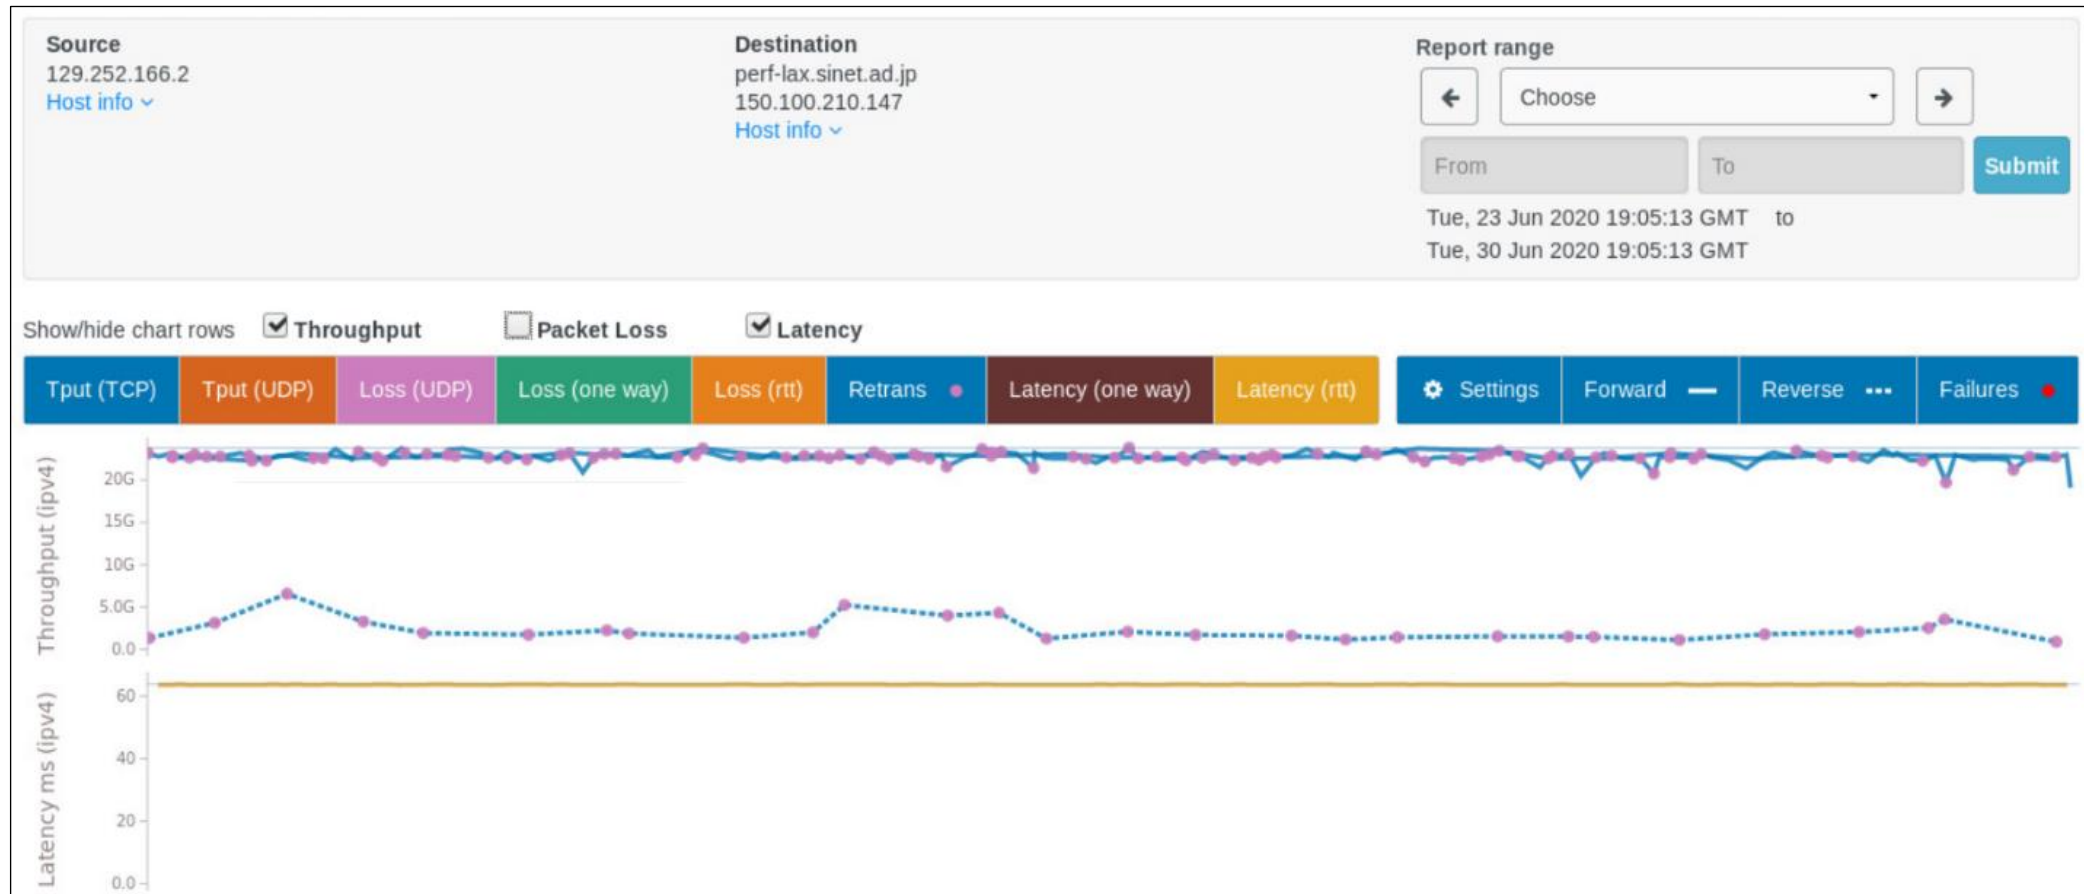 Source
129.252.166.2
Host info
Destination
perf-lax.sinet.ad.jp
150.100.210.147
Host info
Report range
Choose
From To Submit
Tue, 23 Jun 2020 19:05:13 GMT to
Tue, 30 Jun 2020 19:05:13 GMT
Show/hide chart rows Throughput Packet Loss Latency
Tput (TCP) Tput (UDP) Loss (UDP) Loss (one way) Loss (rtt) Retrans Latency (one way) Latency (rtt) Settings Forward Reverse Failures
Throughput (ipv4)
20G
15G
10G
5.0G
0.0
Latency ms (ipv4)
60
40
20
0.0